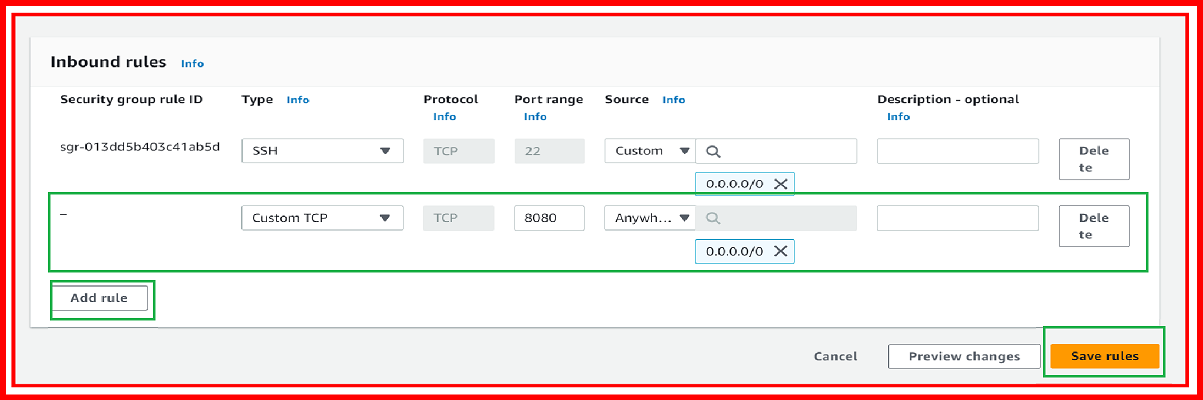 Inbound rules Info
Security group rule ID Type Info Protocol Info Port range Info Source Info Description - optional Info
sgr-013dd5b403c41ab5d SSH TCP 22 Custom Dele te
0.0.0.0/0
– Custom TCP TCP 8080 Anywh... Dele te
0.0.0.0/0
Add rule
Cancel Preview changes Save rules